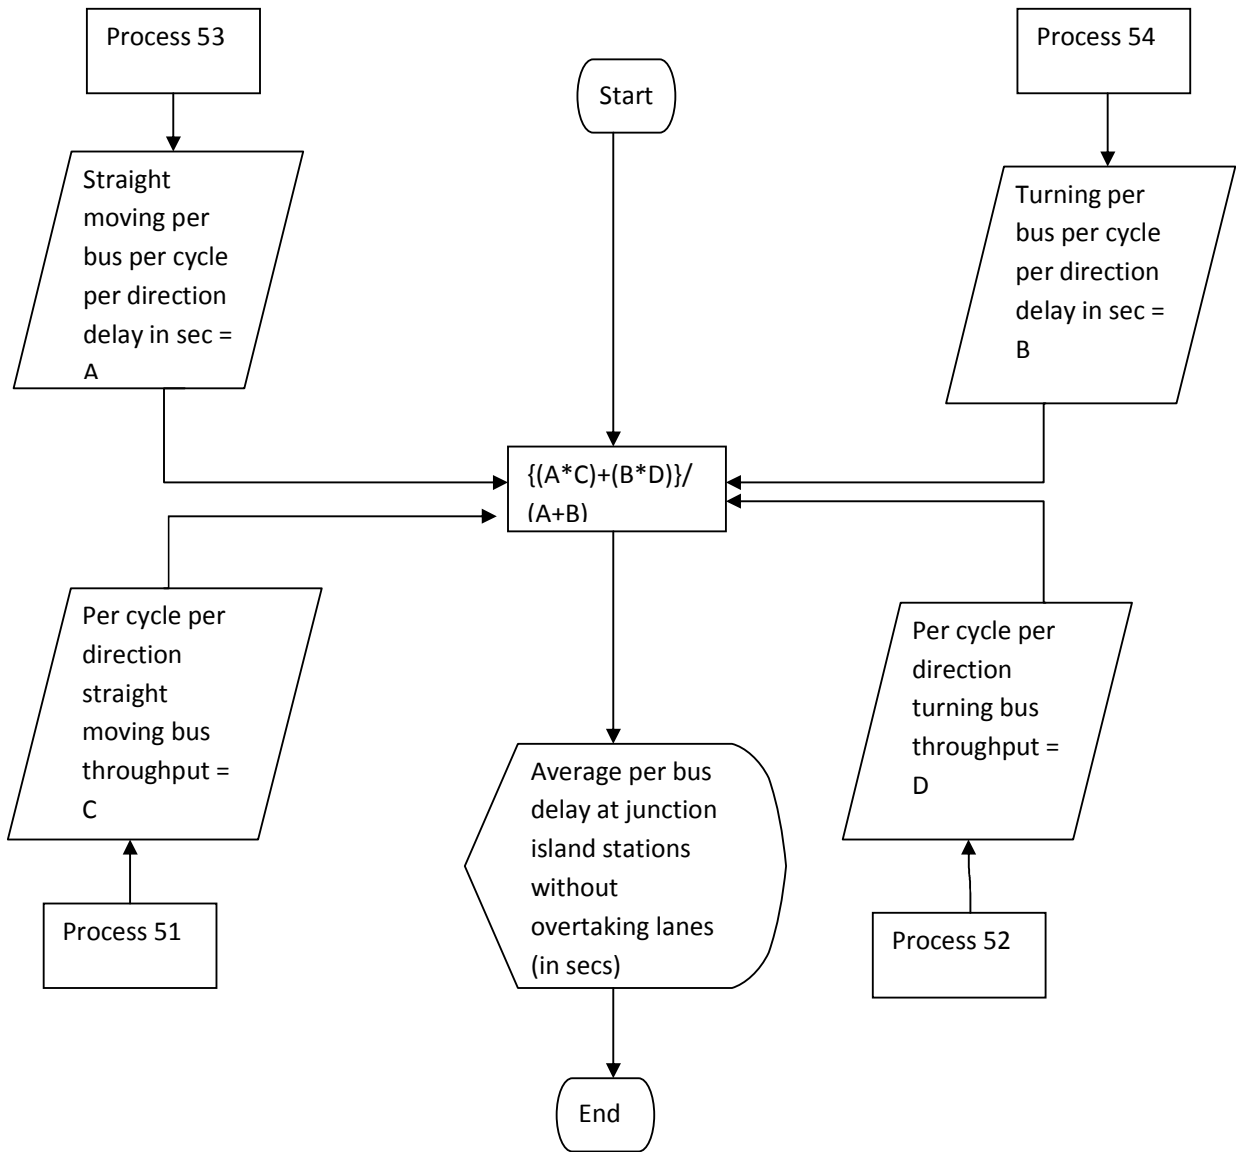 Process 53
Start
Process 54
Straight
moving per
bus per cycle
per direction
delay in sec =
A
Turning per
bus per cycle
per direction
delay in sec =
B
{(A*C)+(B*D)}/
(A+B)
Per cycle per
direction
straight
moving bus
throughput =
C
Per cycle per
direction
turning bus
throughput =
D
Average per bus
delay at junction
island stations
without
overtaking lanes
(in secs)
Process 51
Process 52
End